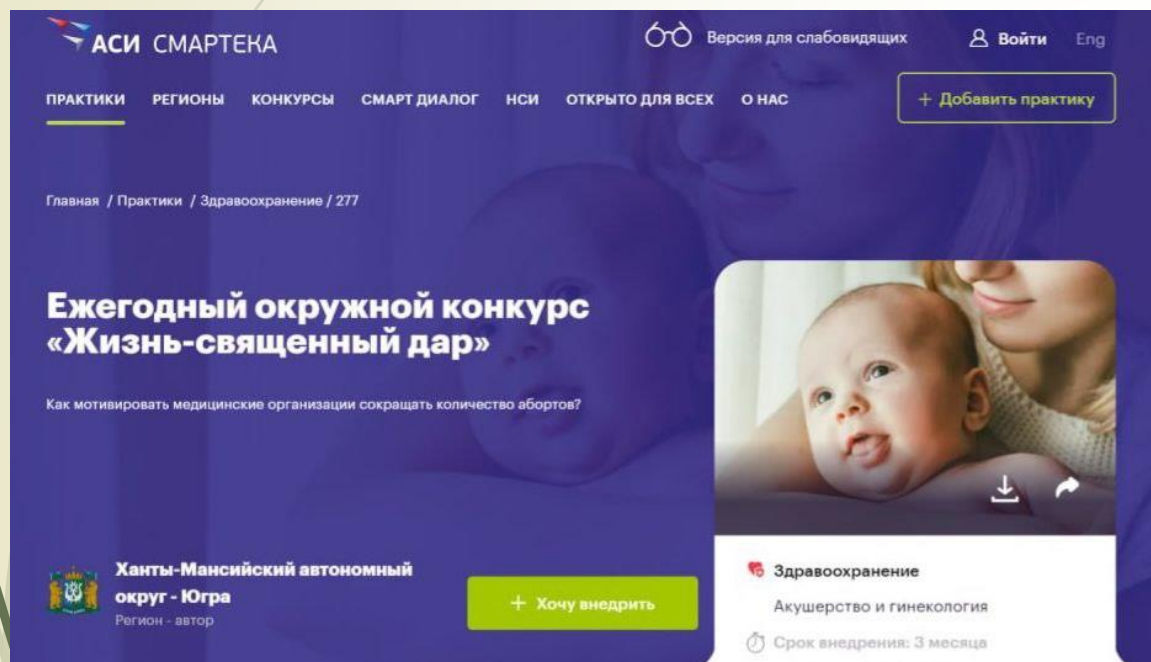 АСИ СМАРТЕКА
Версия для слабовидящих
Войти
Eng
ПРАКТИКИ РЕГИОНЫ КОНКУРСЫ СМАРТ ДИАЛОГ НСИ ОТКРЫТО ДЛЯ ВСЕХ О НАС
+ Добавить практику
Главная / Практики / Здравоохранение / 277
Ежегодный окружной конкурс
«Жизнь-священный дар»
Как мотивировать медицинские организации сокращать количество абортов?
Ханты-Мансийский автономный
округ - Югра
Регион - автор
+ Хочу внедрить
Здравоохранение
Акушерство и гинекология
Срок внедрения: 3 месяца